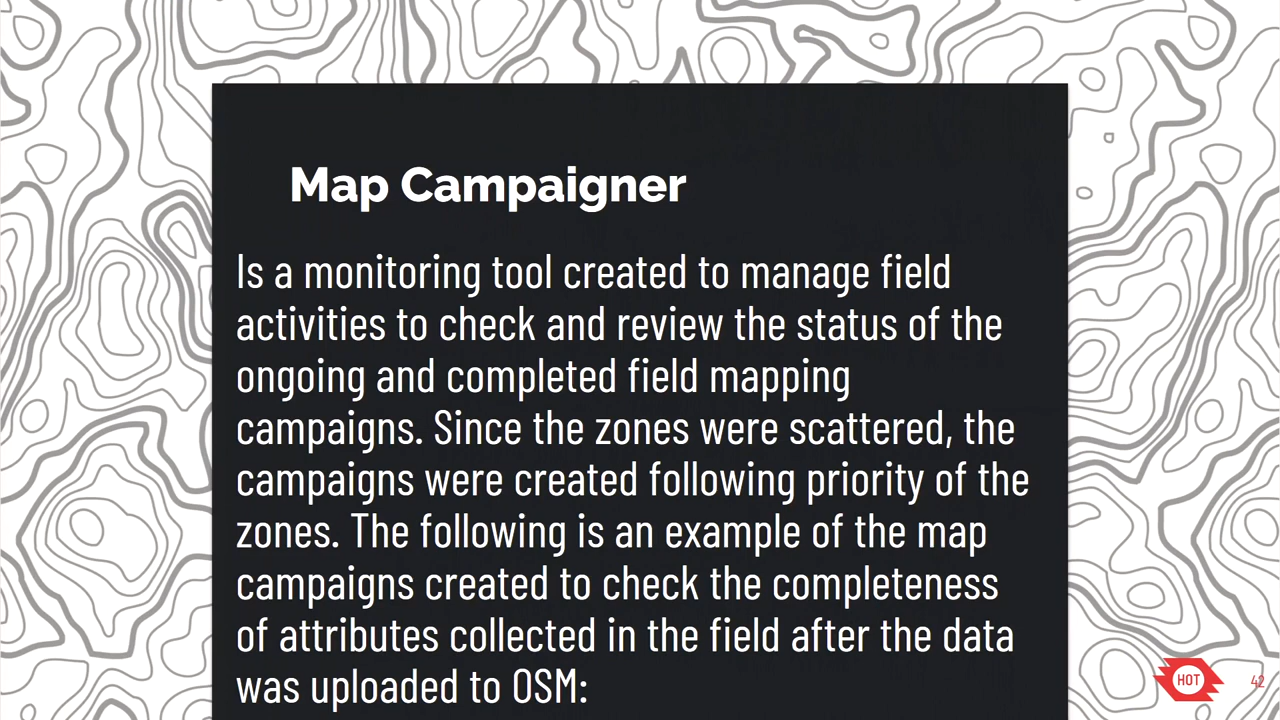 Map Campaigner
Is a monitoring tool created to manage field
activities to check and review the status of the
ongoing and completed field mapping
campaigns. Since the zones were scattered, the
campaigns were created following priority of the
zones. The following is an example of the map
campaigns created to check the completeness
of attributes collected in the field after the data
was uploaded to OSM:
HOT
42